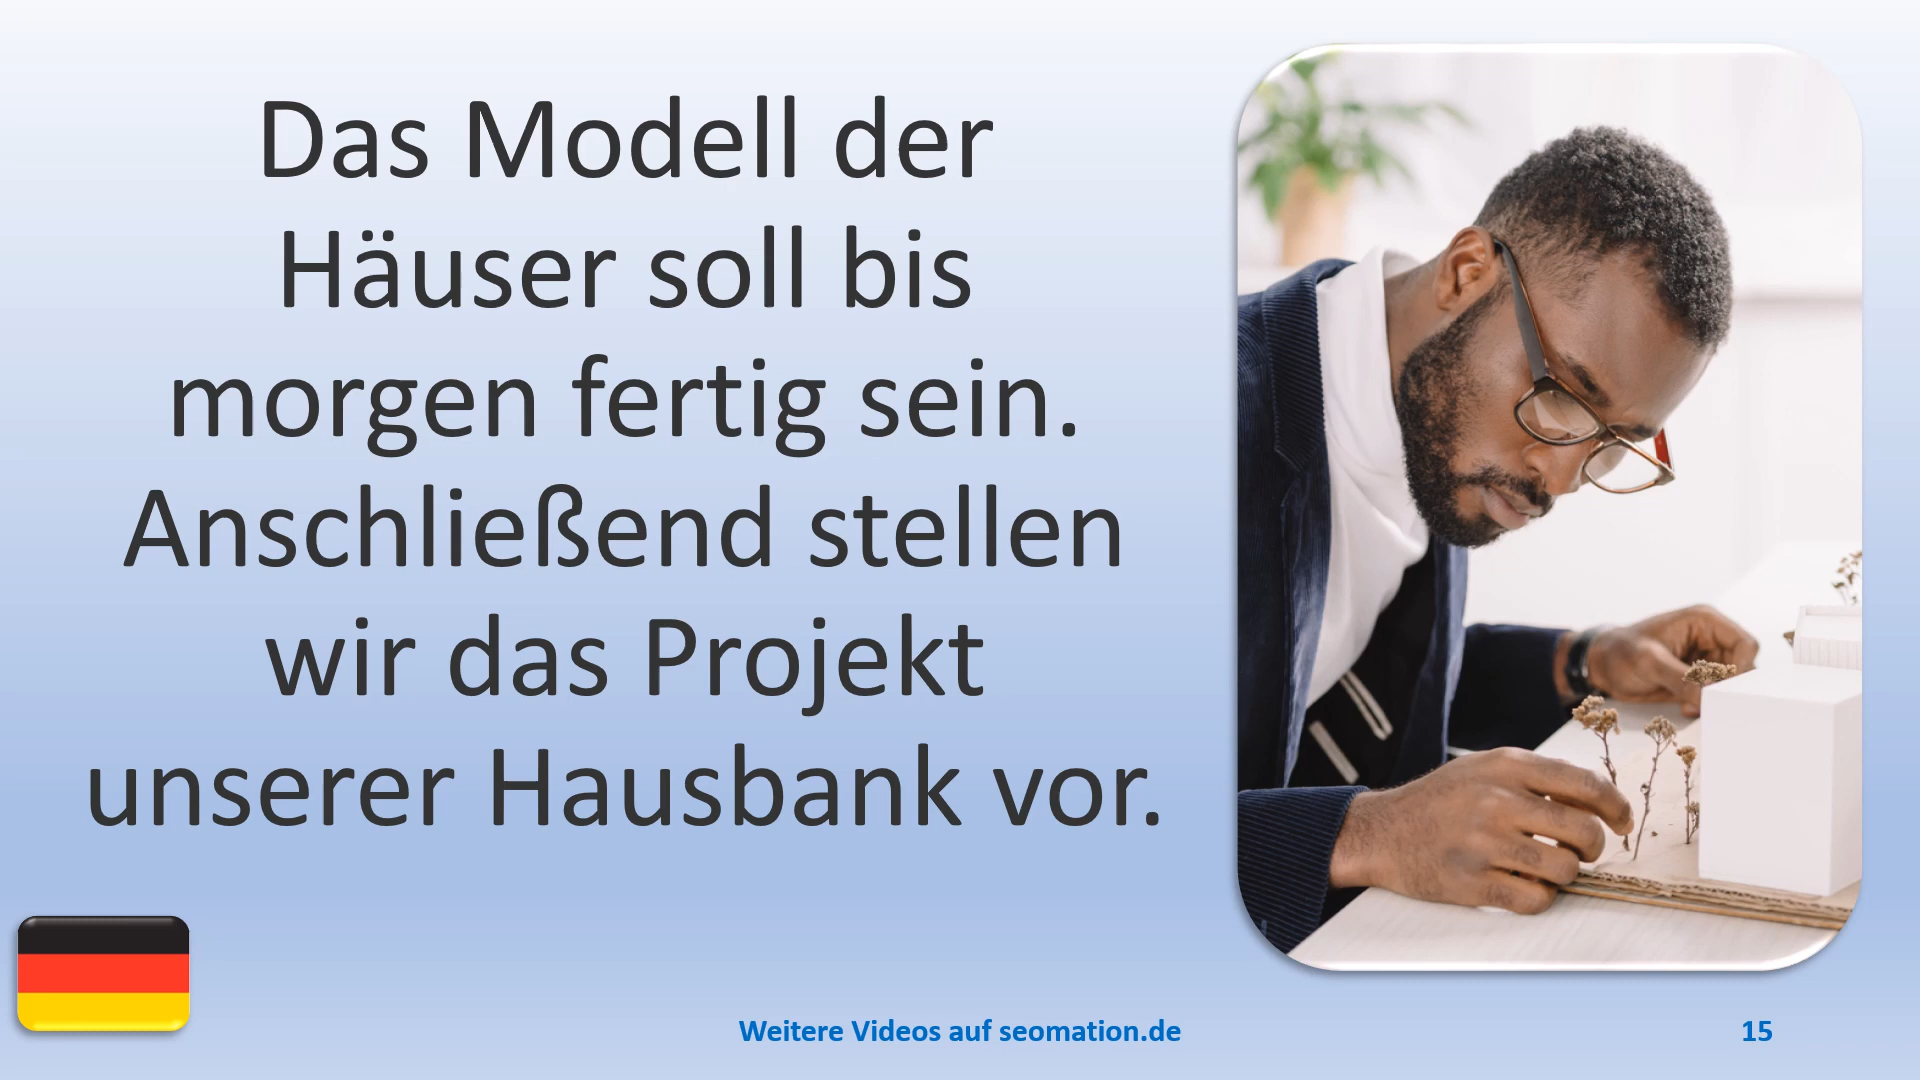 Das Modell der
Häuser soll bis
morgen fertig sein.
Anschließend stellen
wir das Projekt
unserer Hausbank vor.
Weitere Videos auf seomation.de
15